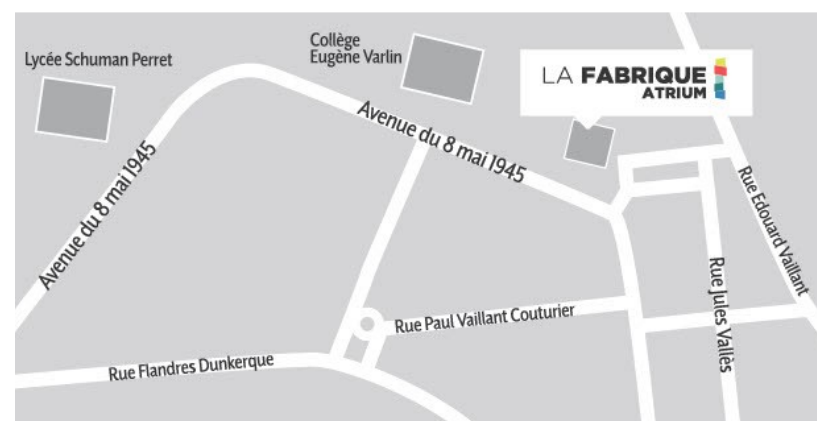 Lycée Schuman Perret
Collège
Eugène Varlin
LA FABRIQUE
ATRIUM
Avenue du 8 mai 1945
Avenue du 8 mai 1945
Rue Edouard Vaillant
Rue Jules Vallès
Rue Paul Vaillant Couturier
Rue Flandres Dunkerque